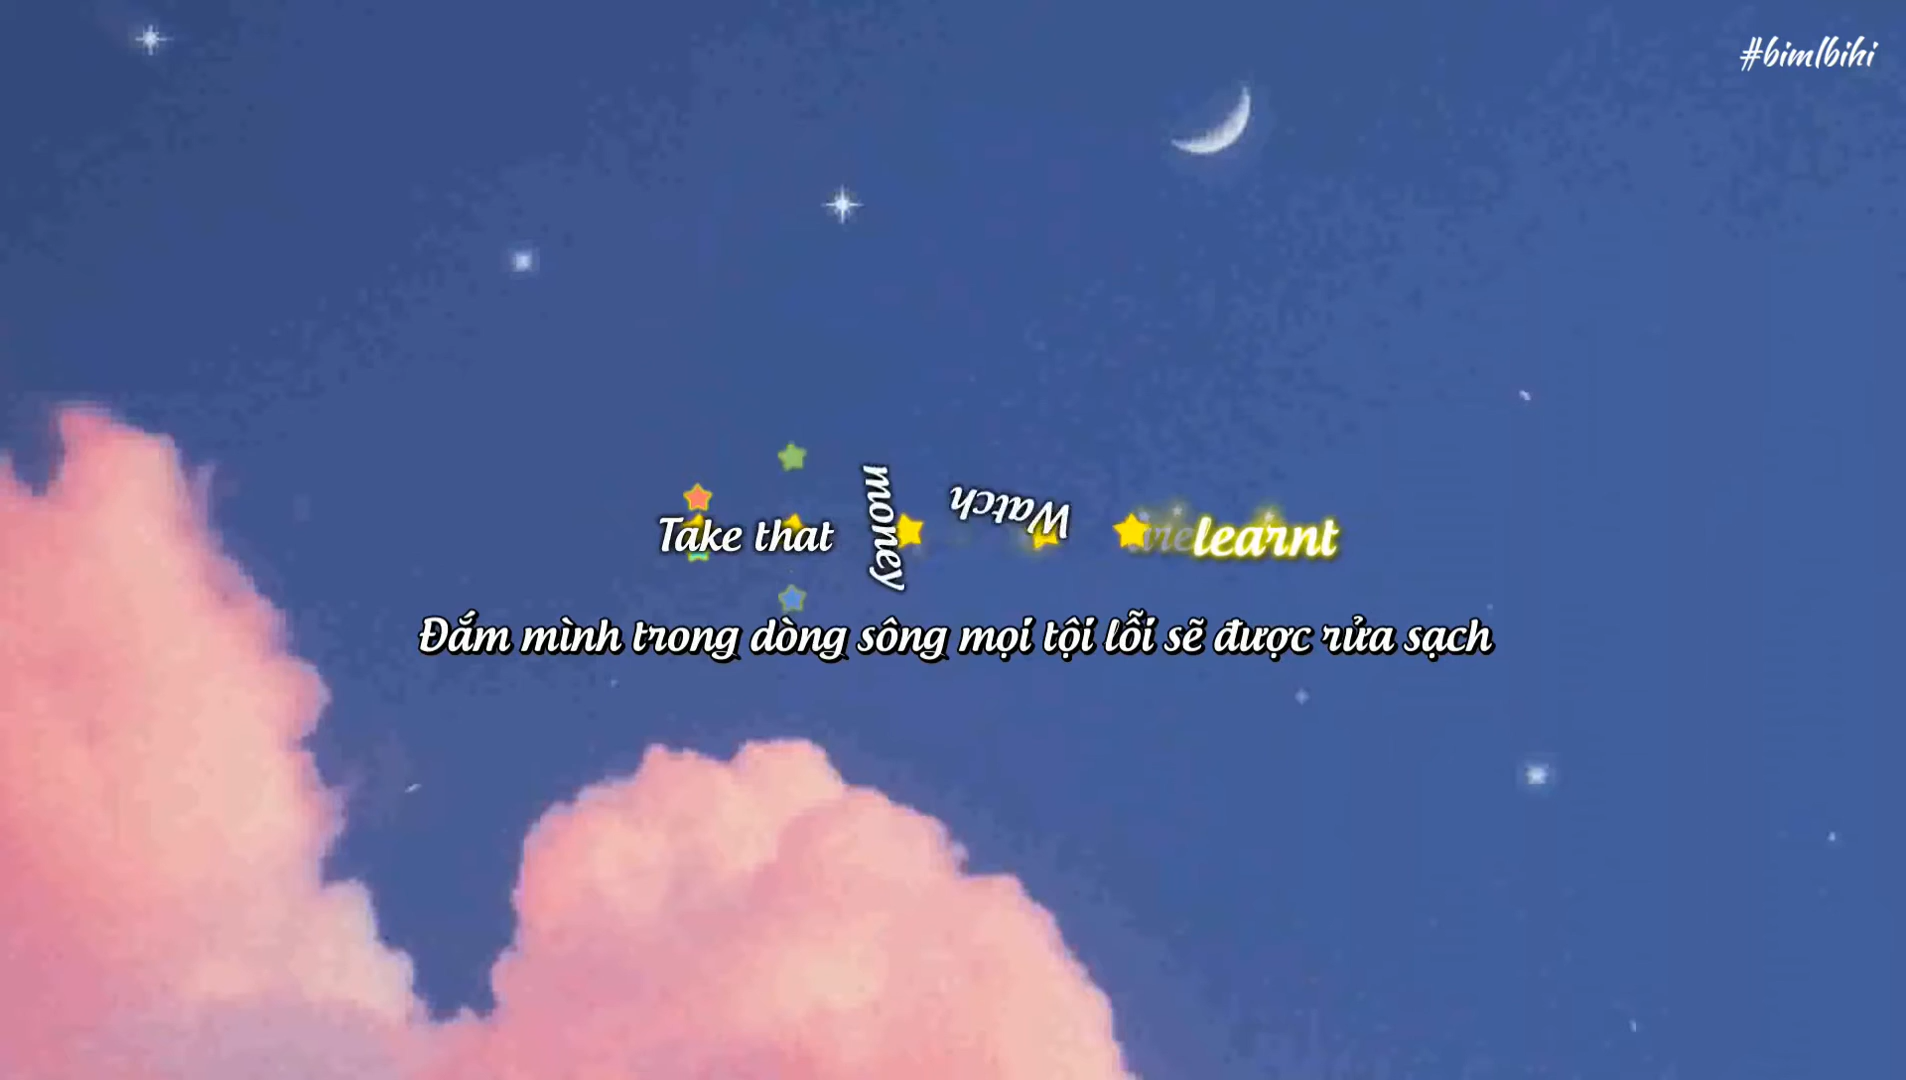 #bimlbihi
Take that money Watch learnt
Đắm mình trong dòng sông mọi tội lỗi sẽ được rửa sạch